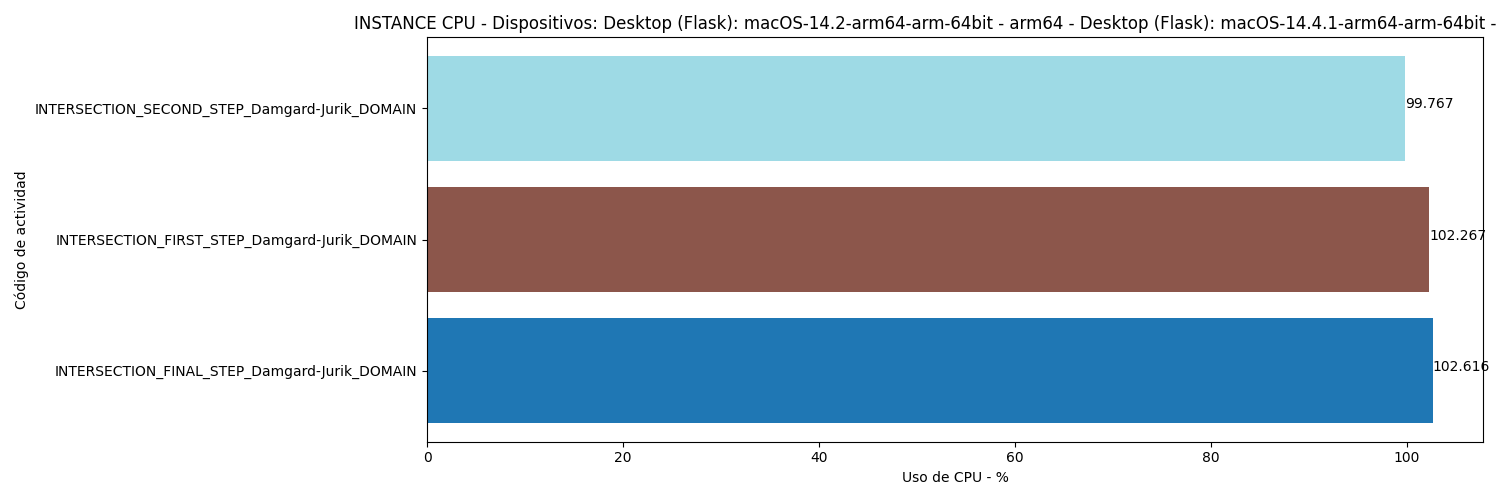 INSTANCE CPU - Dispositivos: Desktop (Flask): macOS-14.2-arm64-arm-64bit - arm64 - Desktop (Flask): macOS-14.4.1-arm64-arm-64bit -
Código de actividad
INTERSECTION_SECOND_STEP_Damgard-Jurik_DOMAIN
99.767
INTERSECTION_FIRST_STEP_Damgard-Jurik_DOMAIN
102.267
INTERSECTION_FINAL_STEP_Damgard-Jurik_DOMAIN
102.616
0 20 40 60 80 100
Uso de CPU - %